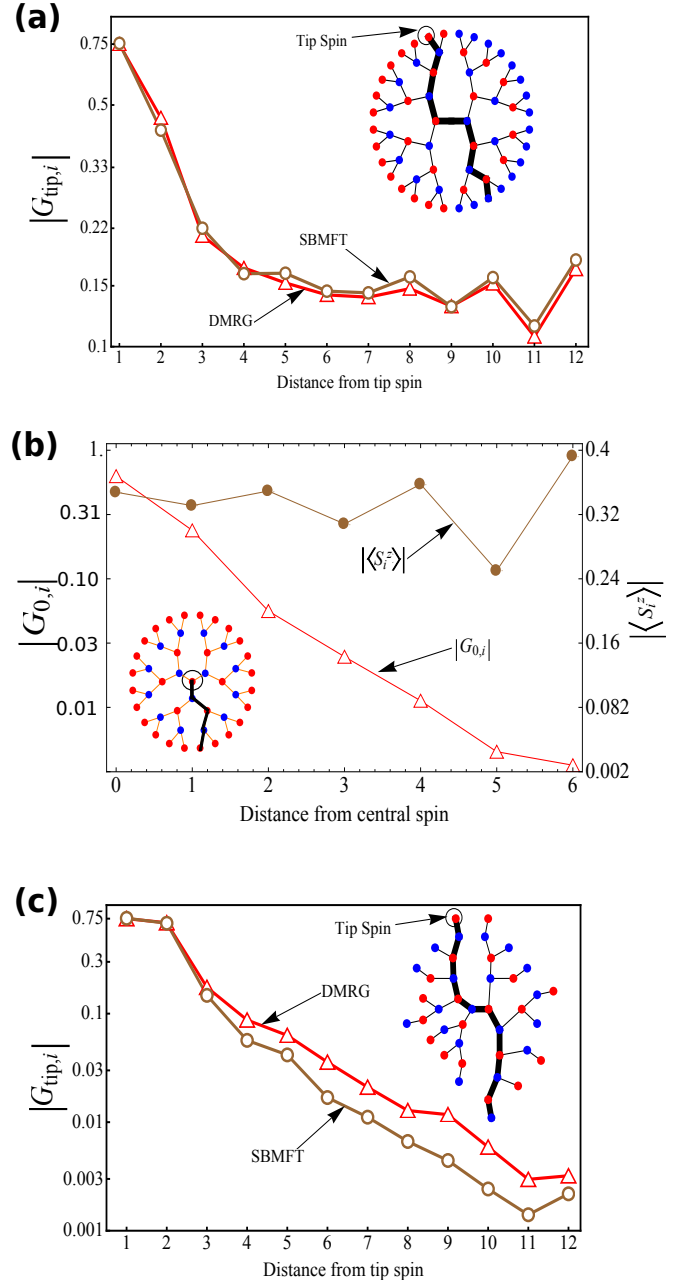 (a)
0.75
0.5
0.33
0.22
0.15
0.1
|G_tip,i|
Tip Spin
SBMFT
DMRG
1 2 3 4 5 6 7 8 9 10 11 12
Distance from tip spin
(b)
1.
0.31
0.10
0.03
0.01
|G_0,i|
0.4
0.35
0.24
0.16
0.082
0.002
|⟨S_i^z⟩|
|⟨S_i^z⟩|
|G_0,i|
0 1 2 3 4 5 6
Distance from central spin
(c)
0.75
0.3
0.1
0.03
0.01
0.003
0.001
|G_tip,i|
Tip Spin
DMRG
SBMFT
1 2 3 4 5 6 7 8 9 10 11 12
Distance from tip spin